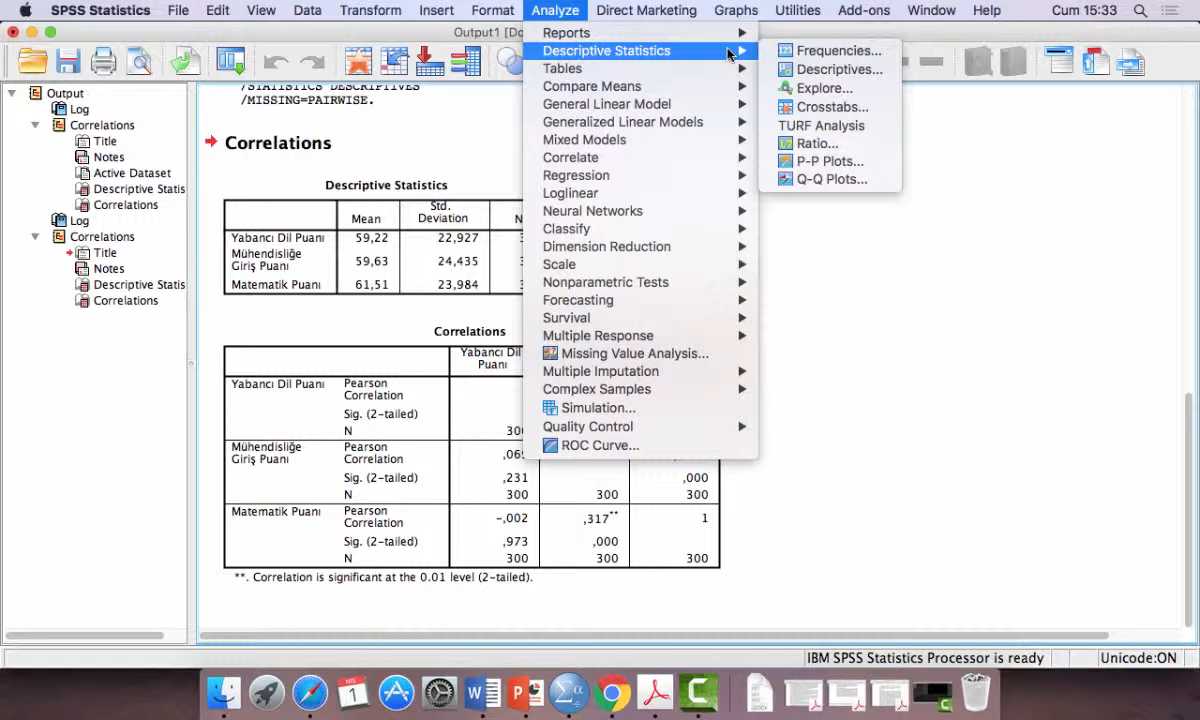 SPSS Statistics File Edit View Data Transform Insert Format Analyze Direct Marketing Graphs Utilities Add-ons Window Help Cum 15:33
Output1
Reports
Descriptive Statistics
Tables
Compare Means
General Linear Model
Generalized Linear Models
Mixed Models
Correlate
Regression
Loglinear
Neural Networks
Classify
Dimension Reduction
Scale
Nonparametric Tests
Forecasting
Survival
Multiple Response
Missing Value Analysis...
Multiple Imputation
Complex Samples
Simulation...
Quality Control
ROC Curve...
Frequencies...
Descriptives...
Explore...
Crosstabs...
TURF Analysis
Ratio...
P-P Plots...
Q-Q Plots...
Output
Log
Correlations
Title
Notes
Active Dataset
Descriptive Statis
Correlations
Log
Correlations
Title
Notes
Descriptive Statis
Correlations
/STATISTICS DESCRIPTIVES
/MISSING=PAIRWISE.
Correlations
Descriptive Statistics
Mean Std. Deviation N
Yabancı Dil Puanı 59,22 22,927
Mühendisliğe Giriş Puanı 59,63 24,435
Matematik Puanı 61,51 23,984
Correlations
Yabancı Dil Puanı
Yabancı Dil Puanı Pearson Correlation
Sig. (2-tailed)
N
Mühendisliğe Giriş Puanı Pearson Correlation
Sig. (2-tailed) ,231 ,000
N 300 300 300
Matematik Puanı Pearson Correlation -,002 ,317** 1
Sig. (2-tailed) ,973 ,000
N 300 300 300
**. Correlation is significant at the 0.01 level (2-tailed).
IBM SPSS Statistics Processor is ready Unicode:ON
NIS
1